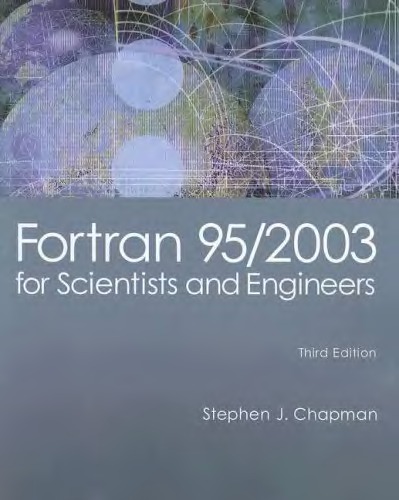 Fortran 95/2003
for Scientists and Engineers
Third Edition
Stephen J. Chapman